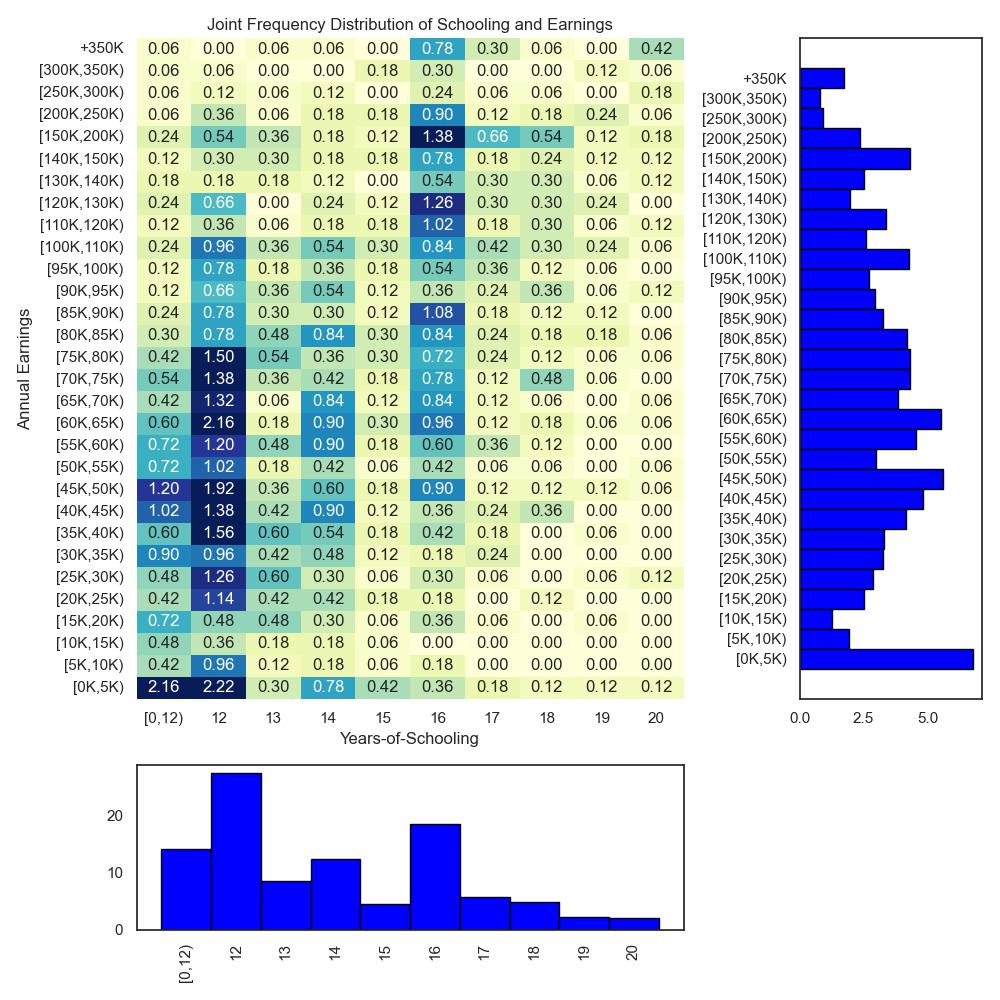 Joint Frequency Distribution of Schooling and Earnings
+350K 0.06 0.00 0.06 0.06 0.00 0.78 0.30 0.06 0.00 0.42
[300K,350K) 0.06 0.06 0.00 0.00 0.18 0.30 0.00 0.00 0.12 0.06
[250K,300K) 0.06 0.12 0.06 0.12 0.00 0.24 0.06 0.06 0.00 0.18
[200K,250K) 0.06 0.36 0.06 0.18 0.18 0.90 0.12 0.18 0.24 0.06
[150K,200K) 0.24 0.54 0.36 0.18 0.12 1.38 0.66 0.54 0.12 0.18
[140K,150K) 0.12 0.30 0.30 0.18 0.18 0.78 0.18 0.24 0.12 0.12
[130K,140K) 0.18 0.18 0.18 0.12 0.00 0.54 0.30 0.30 0.06 0.12
[120K,130K) 0.24 0.66 0.00 0.24 0.12 1.26 0.30 0.30 0.24 0.00
[110K,120K) 0.12 0.36 0.06 0.18 0.18 1.02 0.18 0.30 0.06 0.12
[100K,110K) 0.24 0.96 0.36 0.54 0.30 0.84 0.42 0.30 0.24 0.06
[95K,100K) 0.12 0.78 0.18 0.36 0.18 0.54 0.36 0.12 0.06 0.00
[90K,95K) 0.12 0.66 0.36 0.54 0.12 0.36 0.24 0.36 0.06 0.12
[85K,90K) 0.24 0.78 0.30 0.30 0.12 1.08 0.18 0.12 0.12 0.00
[80K,85K) 0.30 0.78 0.48 0.84 0.30 0.84 0.24 0.18 0.18 0.06
[75K,80K) 0.42 1.50 0.54 0.36 0.30 0.72 0.24 0.12 0.06 0.06
[70K,75K) 0.54 1.38 0.36 0.42 0.18 0.78 0.12 0.48 0.06 0.00
[65K,70K) 0.42 1.32 0.06 0.84 0.12 0.84 0.12 0.06 0.00 0.06
[60K,65K) 0.60 2.16 0.18 0.90 0.30 0.96 0.12 0.18 0.06 0.06
[55K,60K) 0.72 1.20 0.48 0.90 0.18 0.60 0.36 0.12 0.00 0.00
[50K,55K) 0.72 1.02 0.18 0.42 0.06 0.42 0.06 0.06 0.00 0.06
[45K,50K) 1.20 1.92 0.36 0.60 0.18 0.90 0.12 0.12 0.12 0.06
[40K,45K) 1.02 1.38 0.42 0.90 0.12 0.36 0.24 0.36 0.00 0.00
[35K,40K) 0.60 1.56 0.60 0.54 0.18 0.42 0.18 0.00 0.06 0.00
[30K,35K) 0.90 0.96 0.42 0.48 0.12 0.18 0.24 0.00 0.00 0.00
[25K,30K) 0.48 1.26 0.60 0.30 0.06 0.30 0.06 0.00 0.06 0.12
[20K,25K) 0.42 1.14 0.42 0.42 0.18 0.18 0.00 0.12 0.00 0.00
[15K,20K) 0.72 0.48 0.48 0.30 0.06 0.36 0.06 0.06 0.00 0.00
[10K,15K) 0.48 0.36 0.18 0.18 0.06 0.00 0.00 0.00 0.00 0.00
[5K,10K) 0.42 0.96 0.12 0.18 0.06 0.18 0.00 0.00 0.00 0.00
[0K,5K) 2.16 2.22 0.30 0.78 0.42 0.36 0.18 0.12 0.12 0.12
[0,12) 12 13 14 15 16 17 18 19 20
Years-of-Schooling
Annual Earnings
+350K
[300K,350K)
[250K,300K)
[200K,250K)
[150K,200K)
[140K,150K)
[130K,140K)
[120K,130K)
[110K,120K)
[100K,110K)
[95K,100K)
[90K,95K)
[85K,90K)
[80K,85K)
[75K,80K)
[70K,75K)
[65K,70K)
[60K,65K)
[55K,60K)
[50K,55K)
[45K,50K)
[40K,45K)
[35K,40K)
[30K,35K)
[25K,30K)
[20K,25K)
[15K,20K)
[10K,15K)
[5K,10K)
[0K,5K)
0.0 2.5 5.0
20
10
0
[0,12) 12 13 14 15 16 17 18 19 20